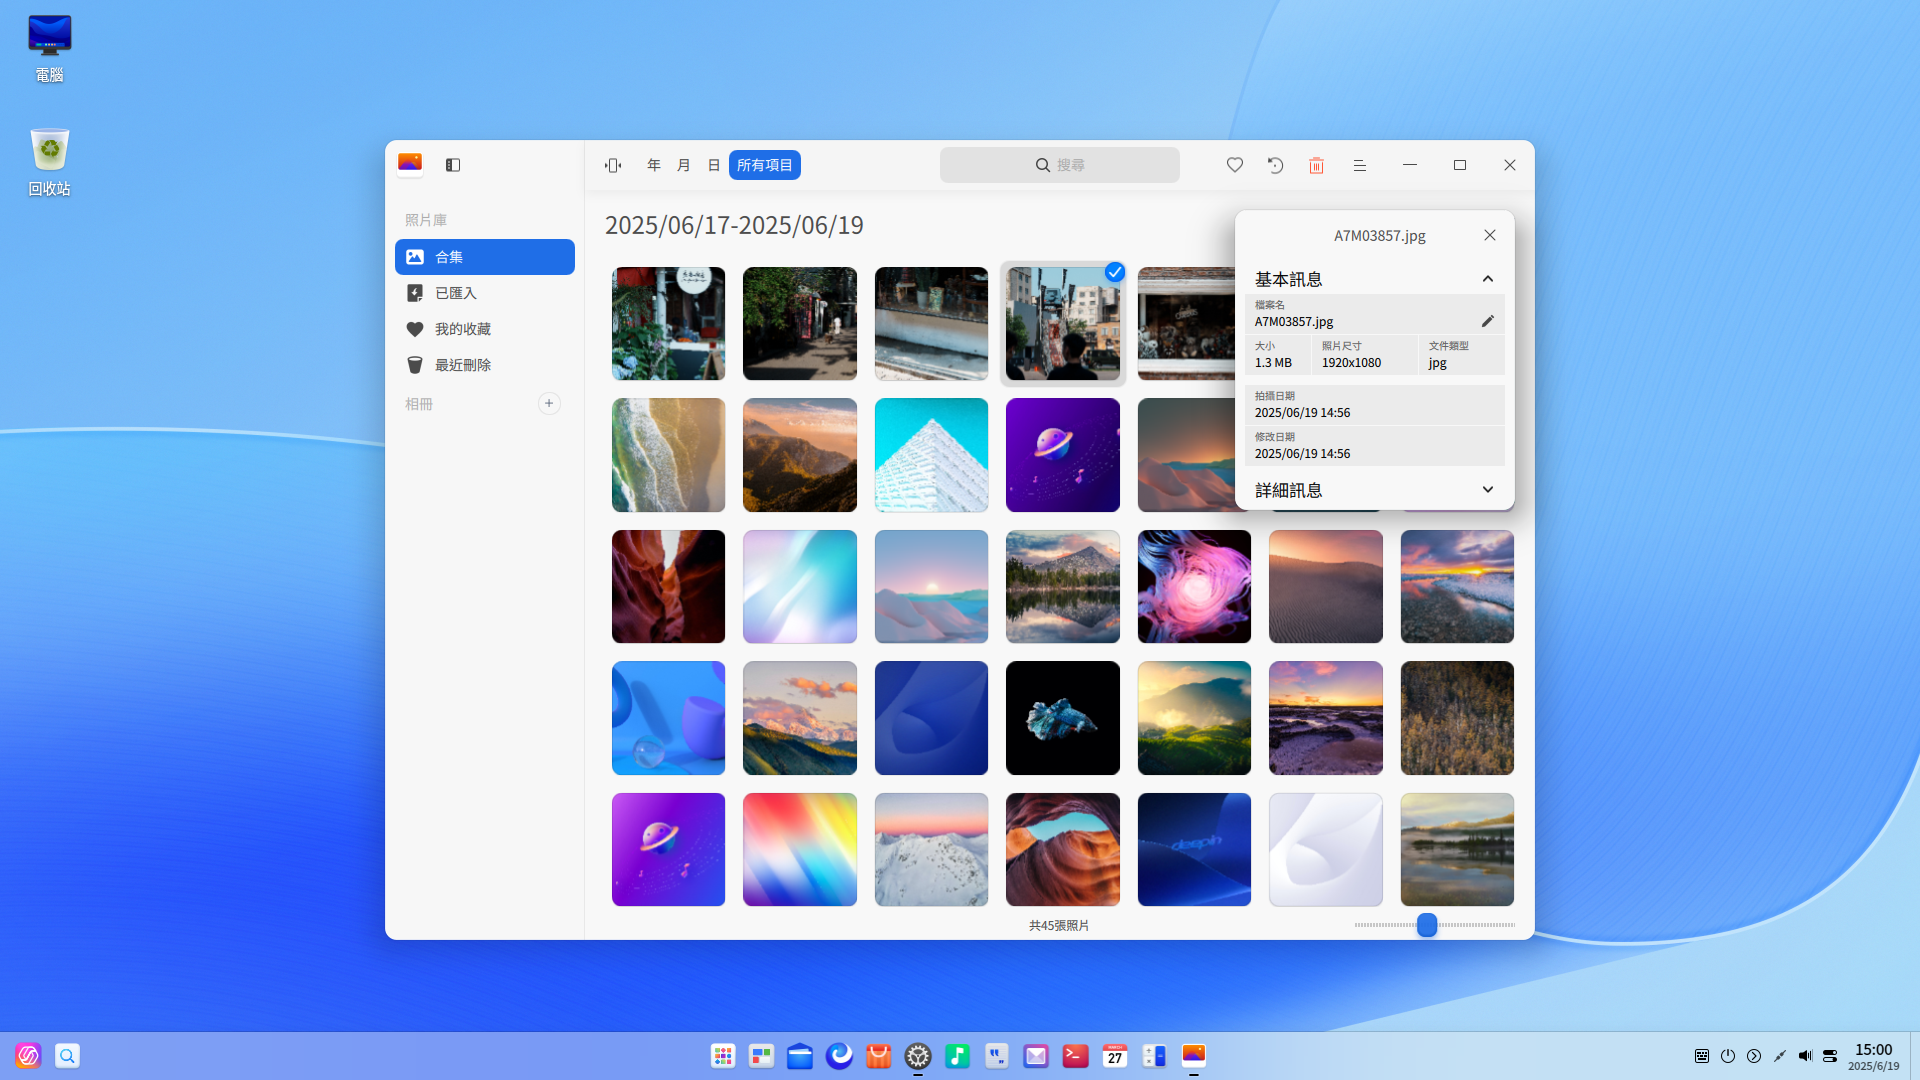 電腦
回收站
年 月 日 所有項目 搜尋
照片庫
合集
已匯入
我的收藏
最近刪除
相冊
2025/06/17-2025/06/19
A7M03857.jpg
基本訊息
檔案名
A7M03857.jpg
大小 照片尺寸 文件類型
1.3 MB 1920x1080 jpg
拍攝日期
2025/06/19 14:56
修改日期
2025/06/19 14:56
詳細訊息
deepin
共45張照片
MARCH
27
15:00
2025/6/19